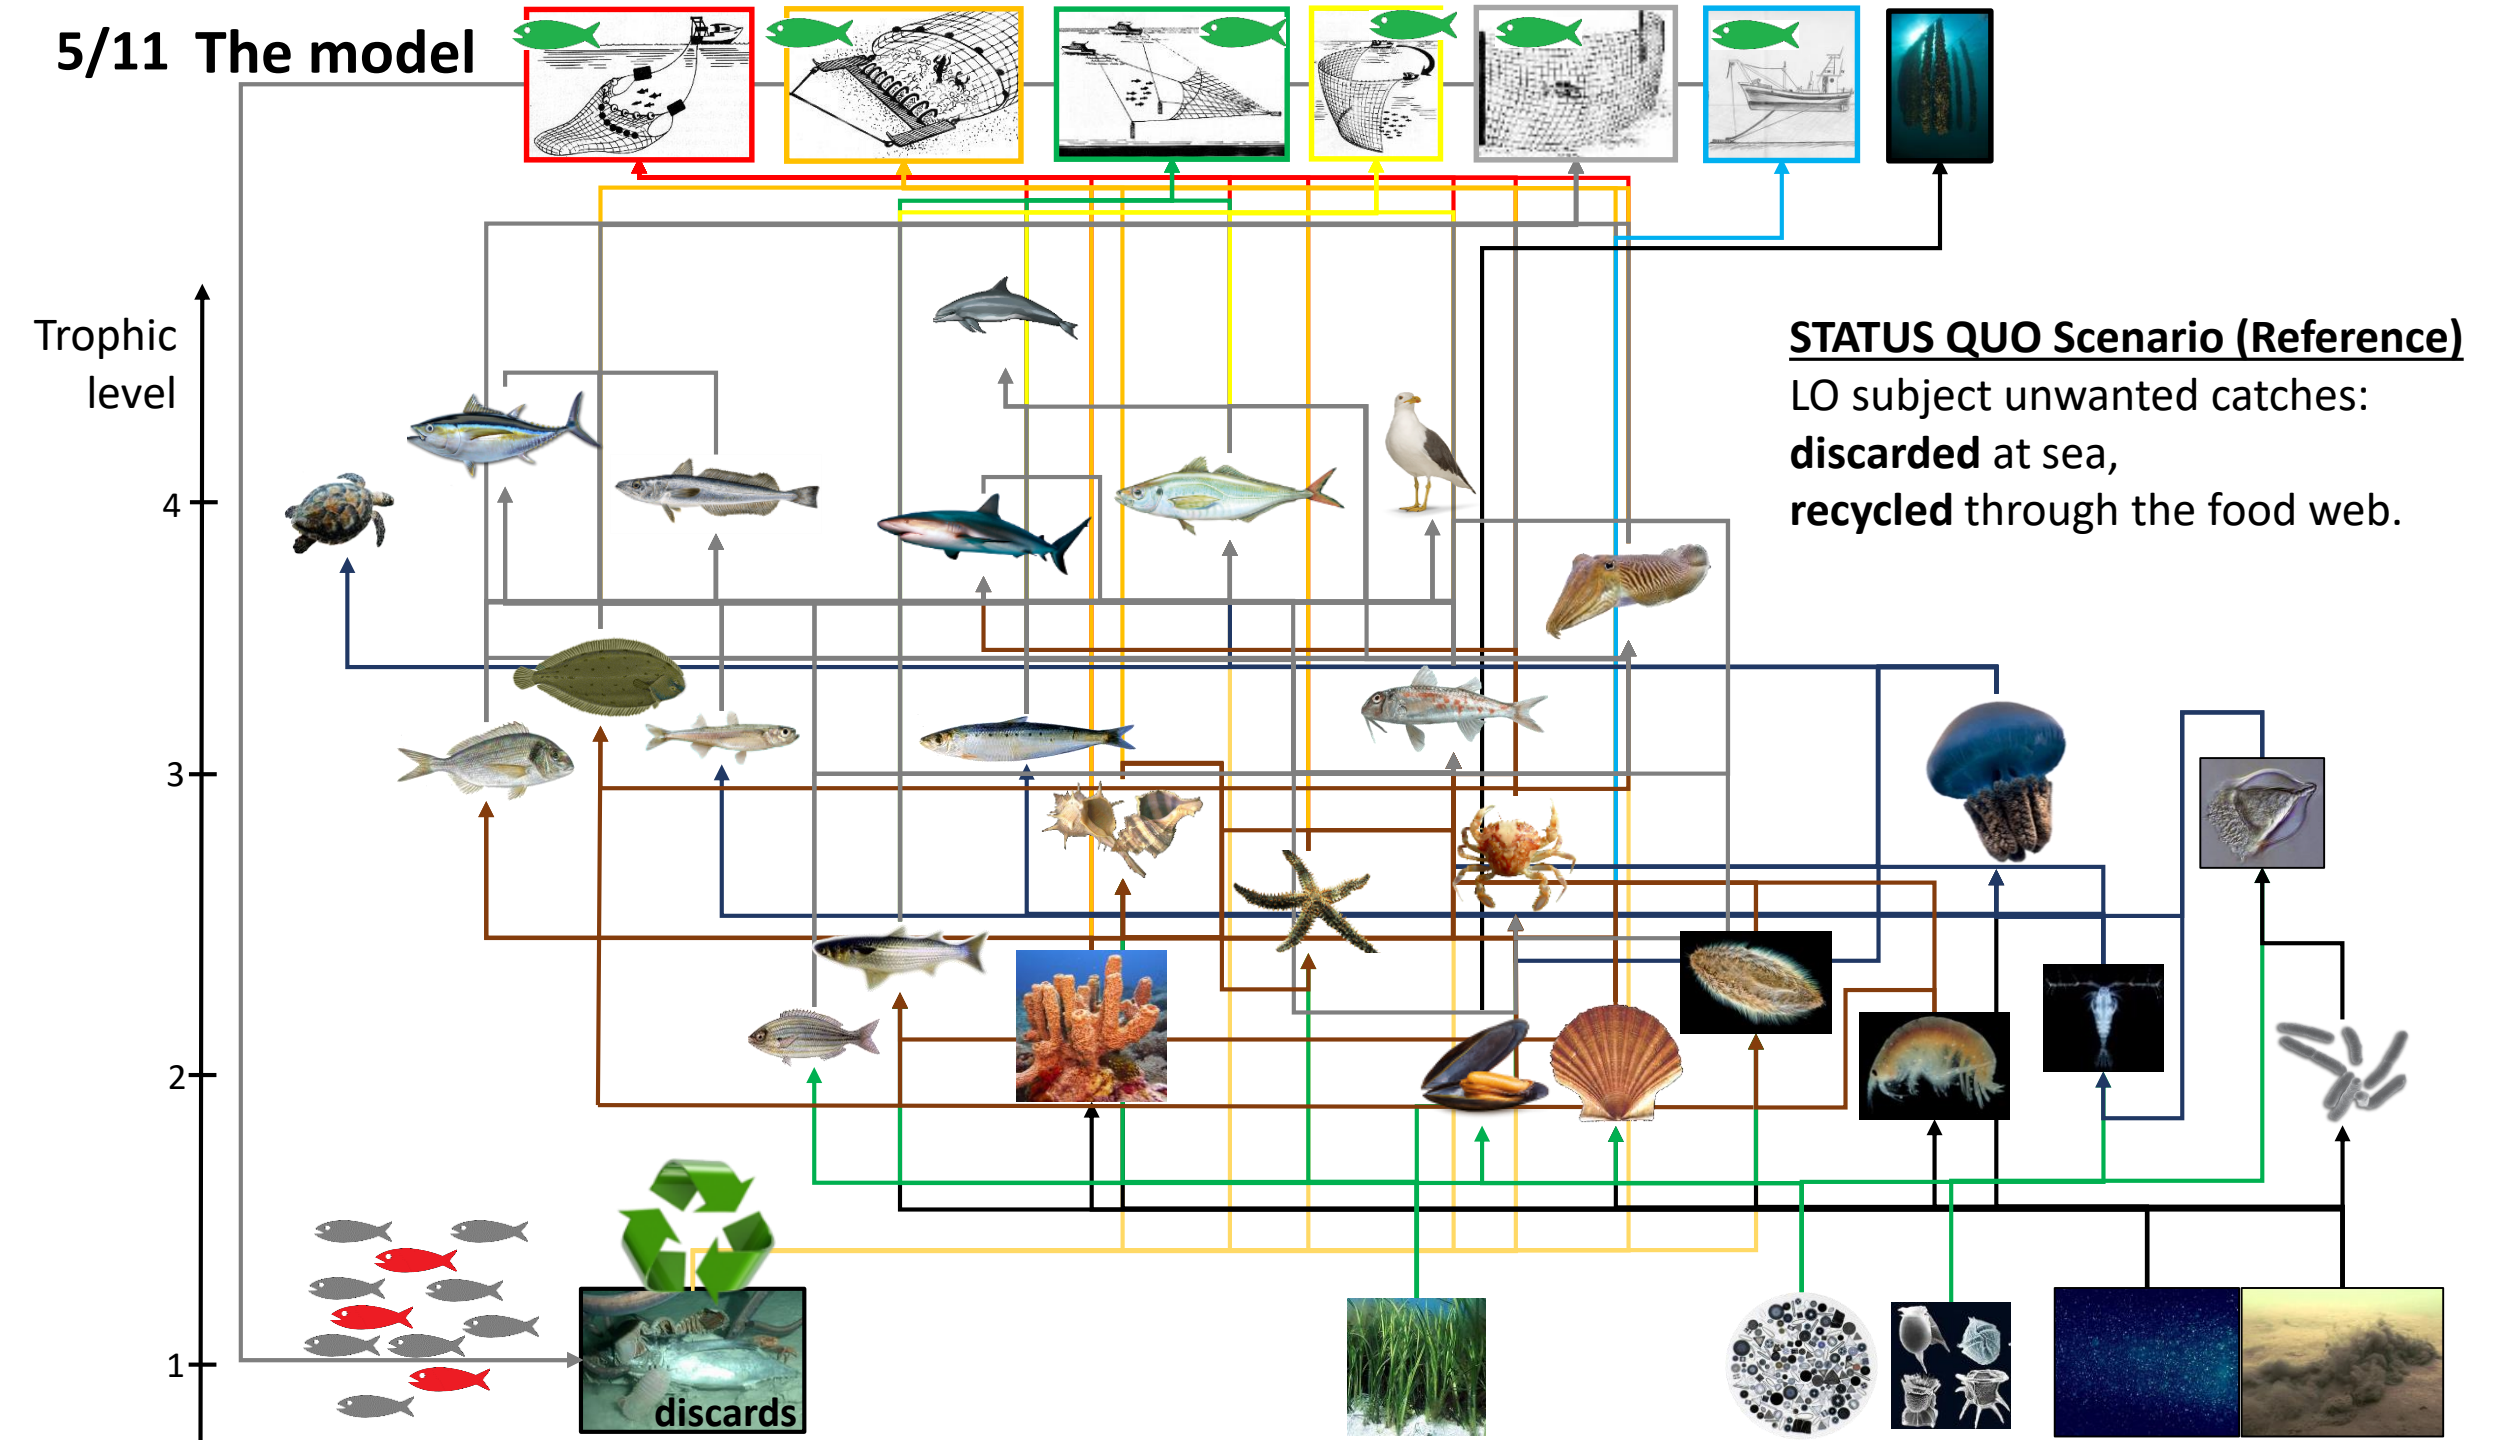 5/11 The model
Trophic
level
4
3
2
1
STATUS QUO Scenario (Reference)
LO subject unwanted catches:
discarded at sea,
recycled through the food web.
discards